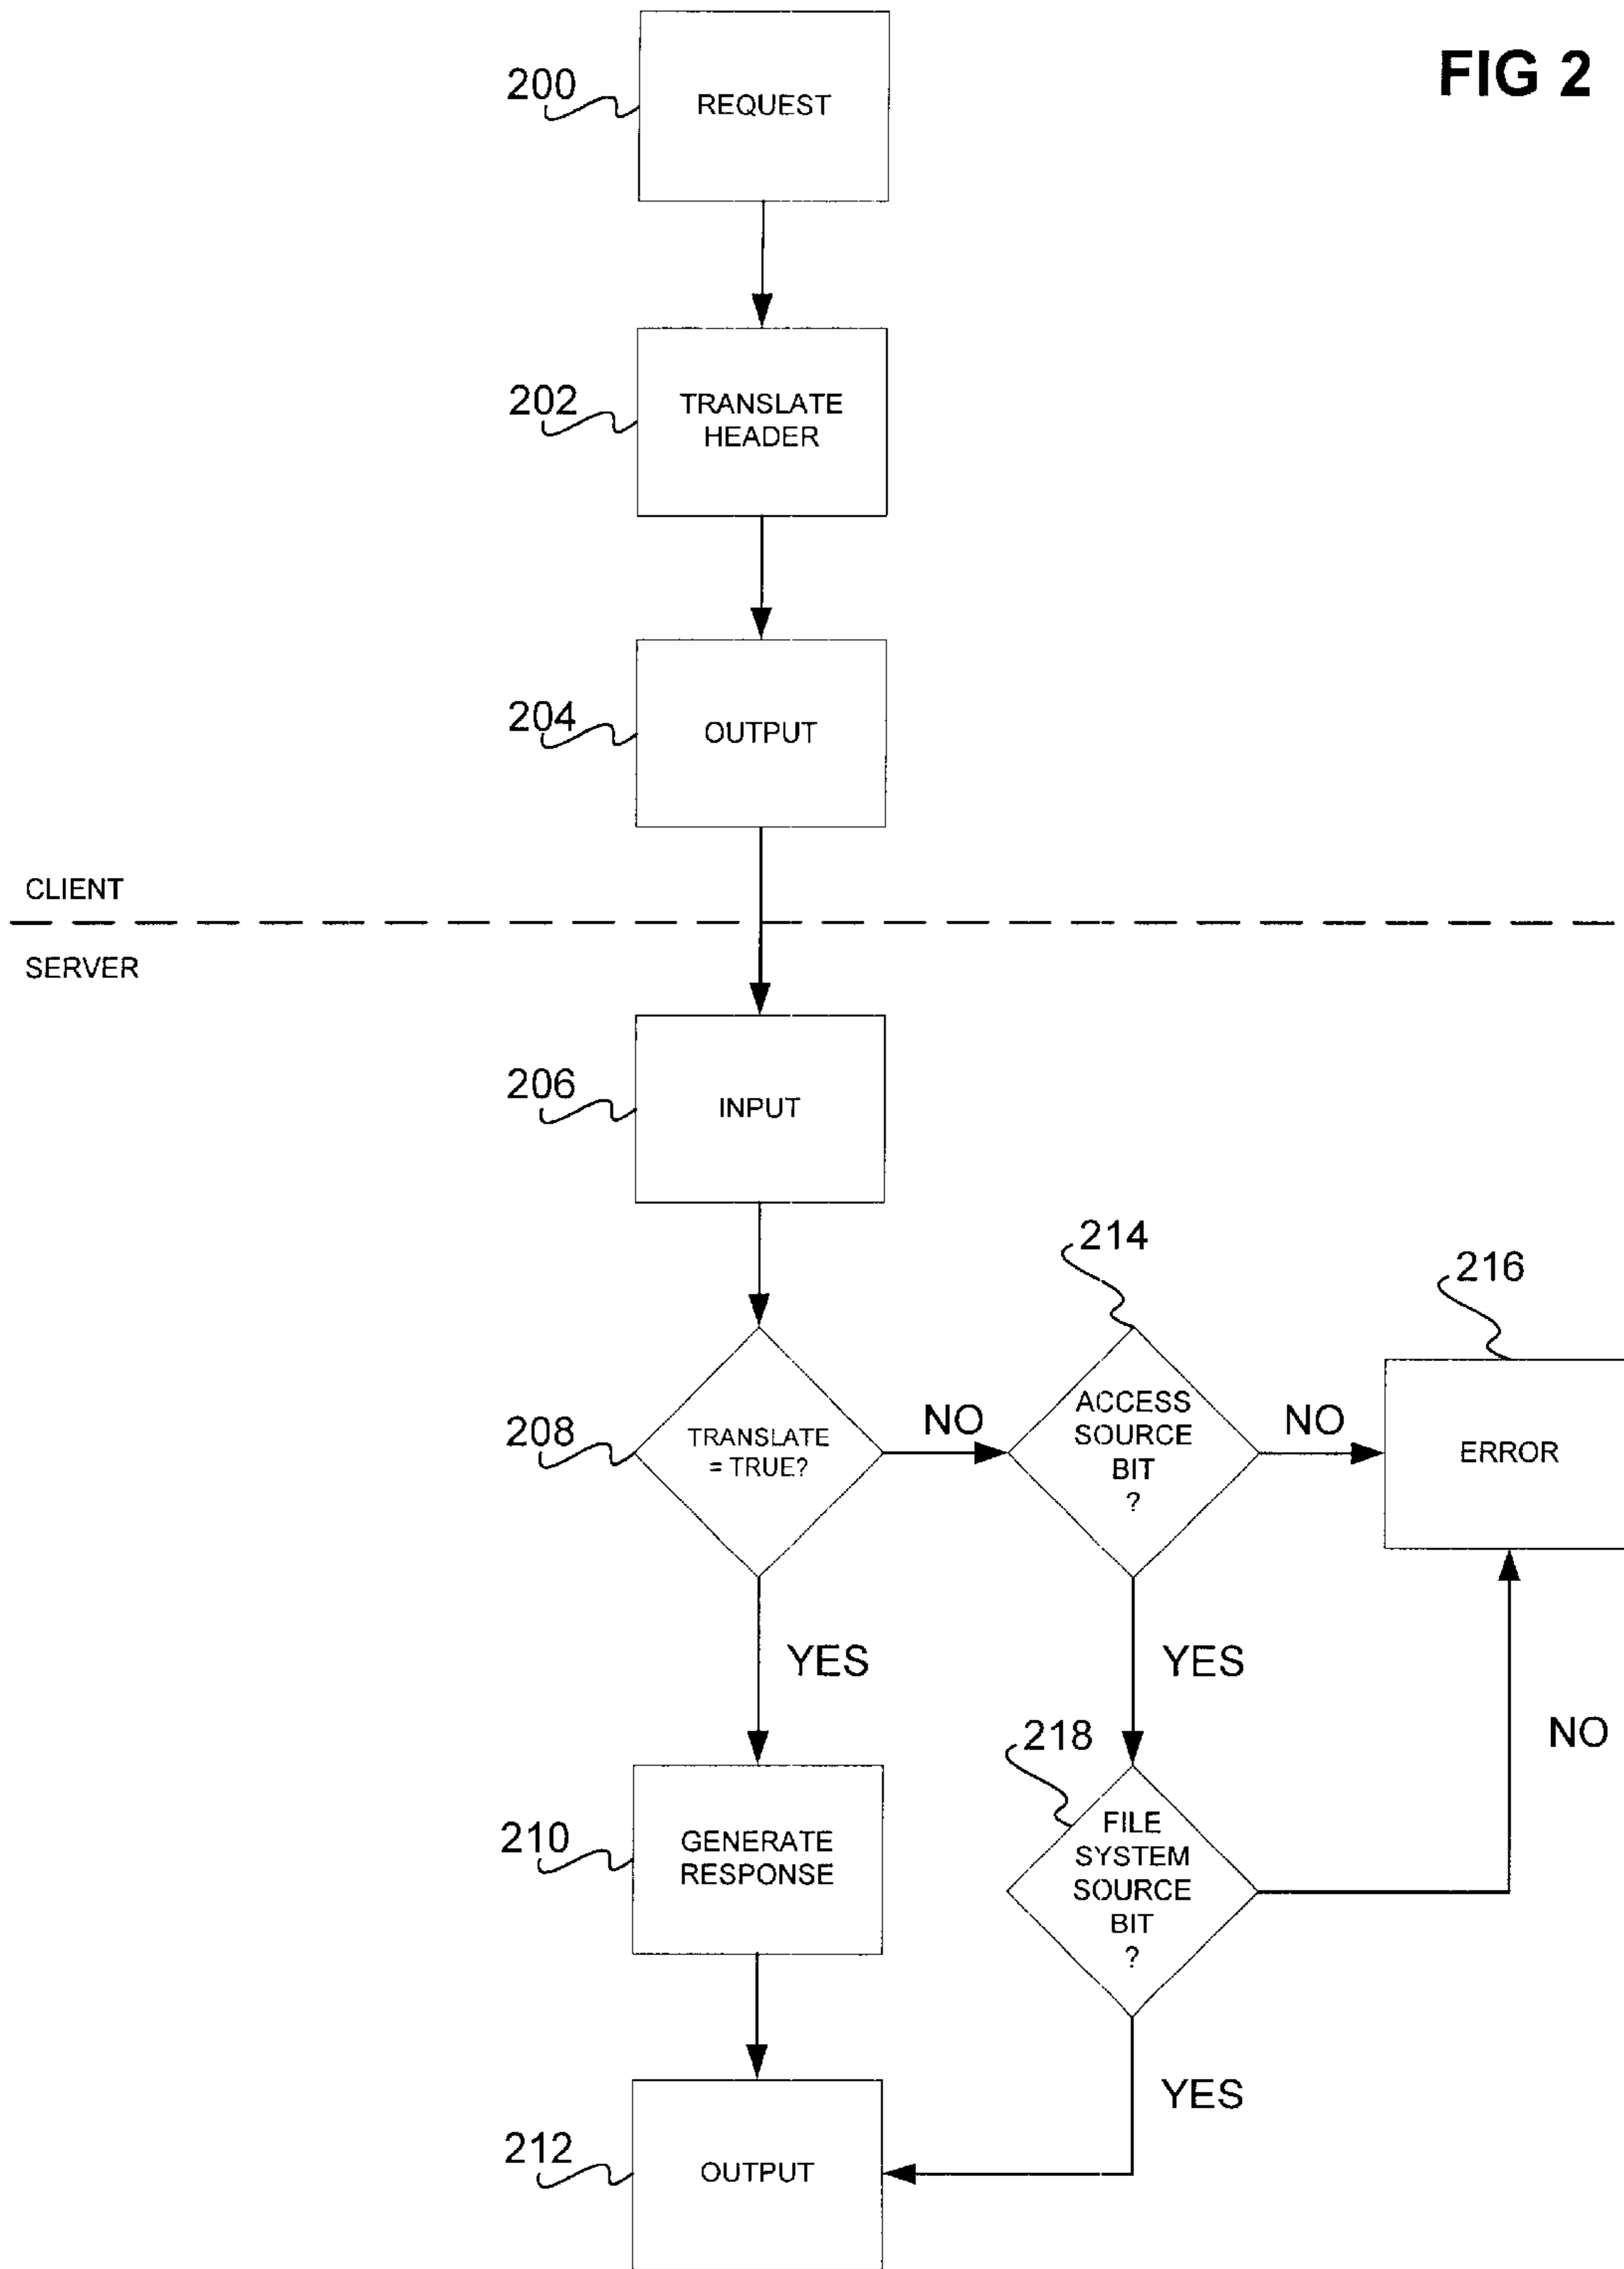 FIG 2
200
REQUEST
202
TRANSLATE
HEADER
204
OUTPUT
CLIENT
SERVER
206
INPUT
214
216
208
TRANSLATE
= TRUE?
NO
ACCESS
SOURCE
BIT
?
NO
ERROR
YES
YES
NO
218
210
GENERATE
RESPONSE
FILE
SYSTEM
SOURCE
BIT
?
YES
212
OUTPUT